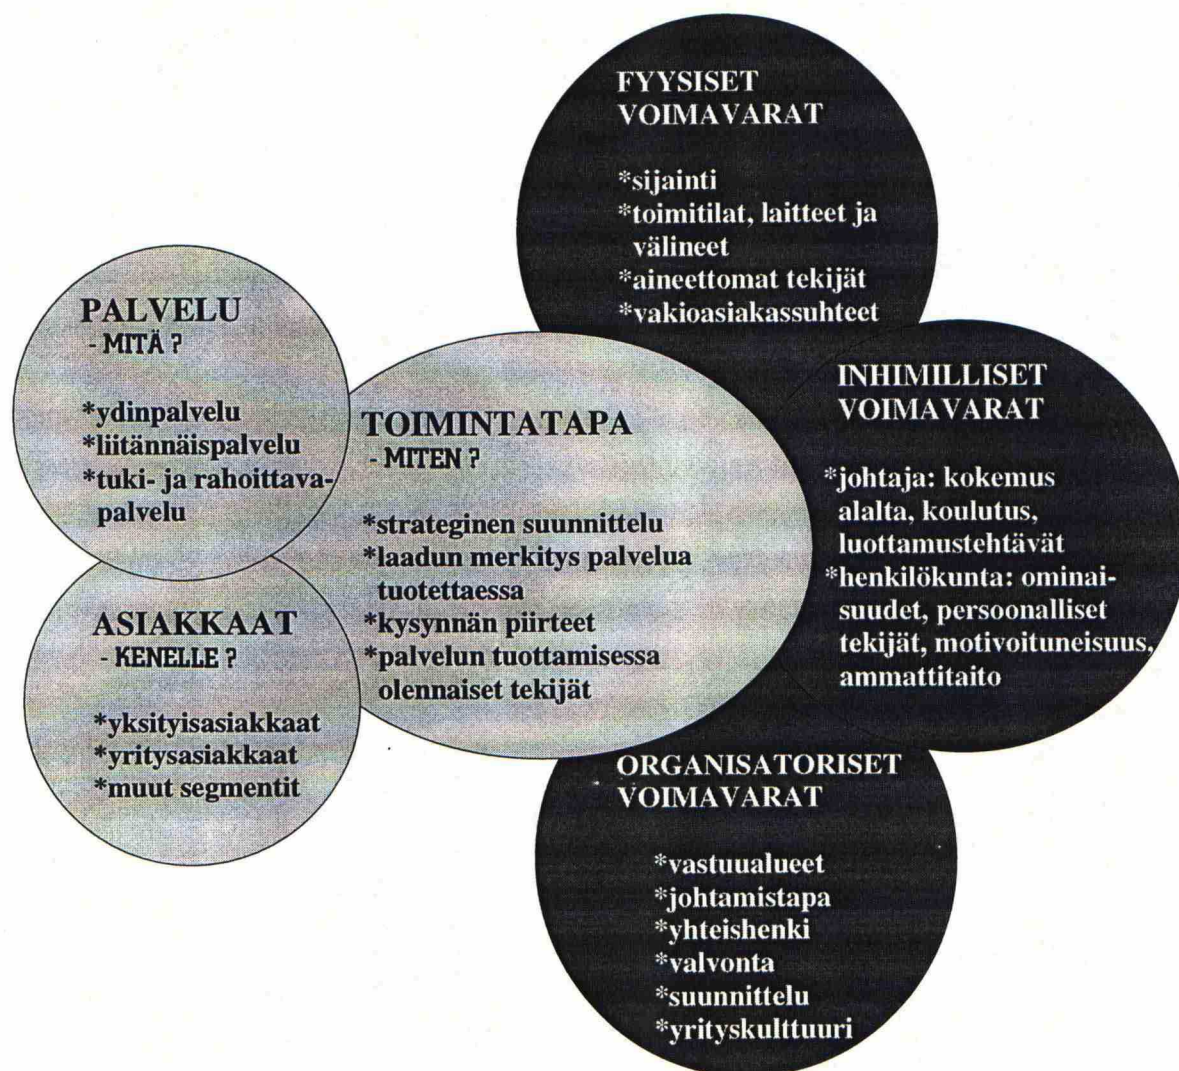 FYYSISET
VOIMAVARAT
*sijainti
*toimitilat, laitteet ja
välineet
*aineettomat tekijät
*vakioasiakassuhteet
PALVELU
- MITÄ ?
*ydinpalvelu
*liitännäispalvelu
*tuki- ja rahoittava-
palvelu
TOIMINTATAPA
- MITEN ?
*strateginen suunnittelu
*laadun merkitys palvelua
tuotettaessa
*kysynnän piirteet
*palvelun tuottamisessa
olennaiset tekijät
INHIMILLISET
VOIMAVARAT
*johtaja: kokemus
alalta, koulutus,
luottamustehtävät
*henkilökunta: ominai-
suudet, persoonalliset
tekijät, motivoituneisuus,
ammattitaito
ASIAKKAAT
- KENELLE ?
*yksityisasiakkaat
*yritysasiakkaat
*muut segmentit
ORGANISATORISET
VOIMAVARAT
*vastuualueet
*johtamistapa
*yhteishenki
*valvonta
*suunnittelu
*yrityskulttuuri